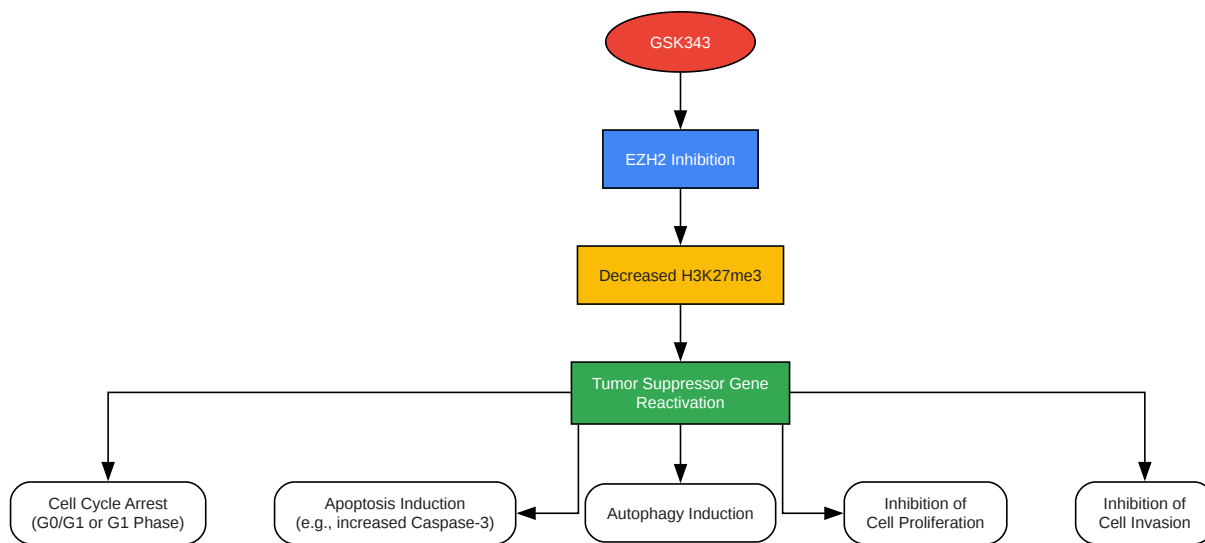 GSK343
EZH2 Inhibition
Decreased H3K27me3
Tumor Suppressor Gene
Reactivation
Cell Cycle Arrest
(G0/G1 or G1 Phase)
Apoptosis Induction
(e.g., increased Caspase-3)
Autophagy Induction
Inhibition of
Cell Proliferation
Inhibition of
Cell Invasion